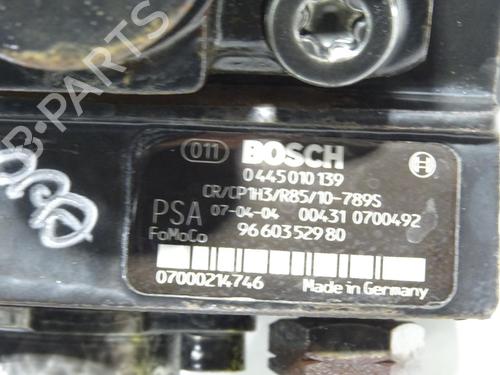 B-PARTS
011 BOSCH
0 445 010 139
CR/CP1H3/R85/10-789S
PSA 07-04-04 00431 0700492
FoMoCo 96 603 529 80
07000214746 Made in Germany